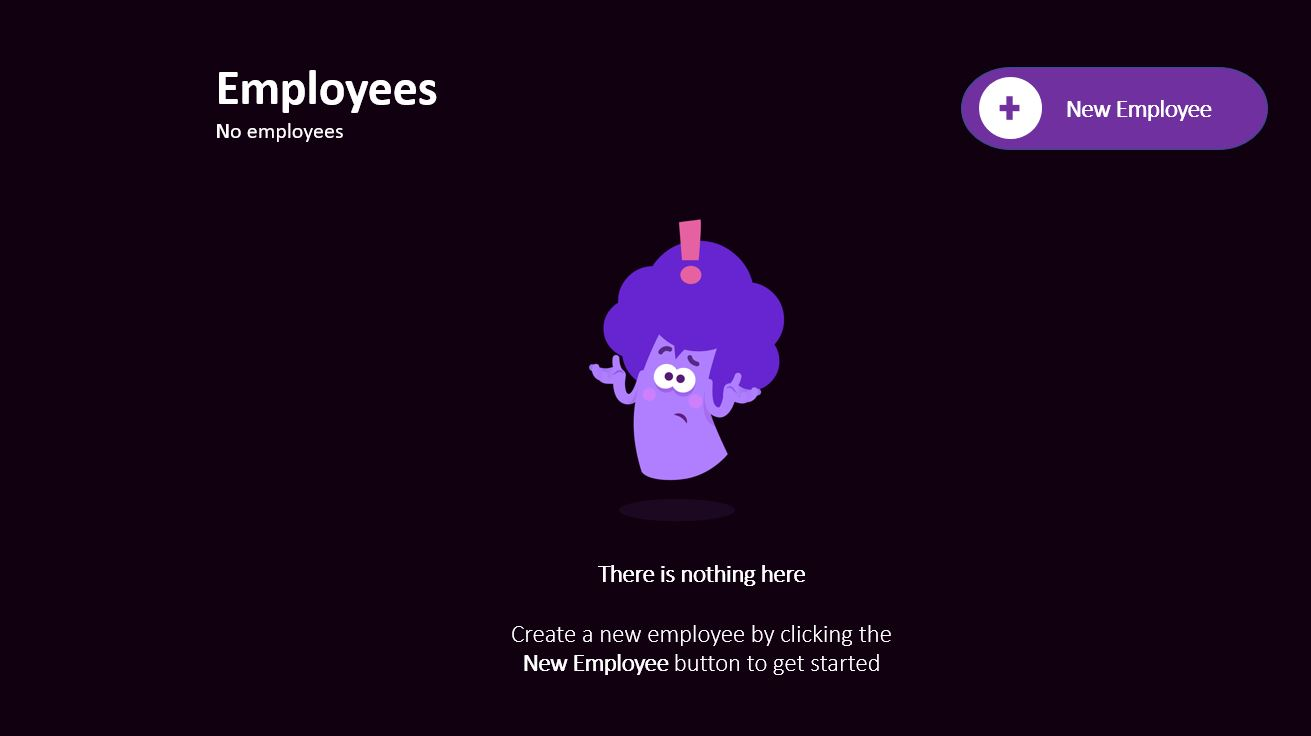 Employees
No employees
New Employee
There is nothing here
Create a new employee by clicking the
New Employee button to get started